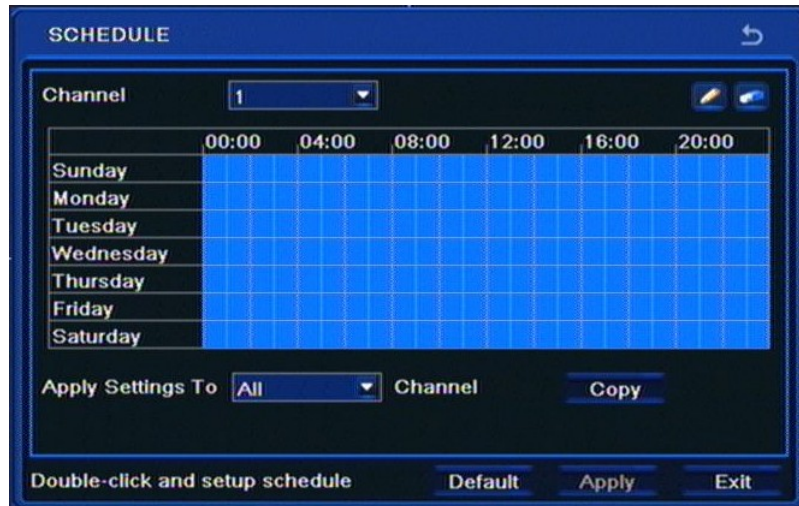 SCHEDULE
Channel 1
00:00 04:00 08:00 12:00 16:00 20:00
Sunday
Monday
Tuesday
Wednesday
Thursday
Friday
Saturday
Apply Settings To All Channel Copy
Double-click and setup schedule Default Apply Exit